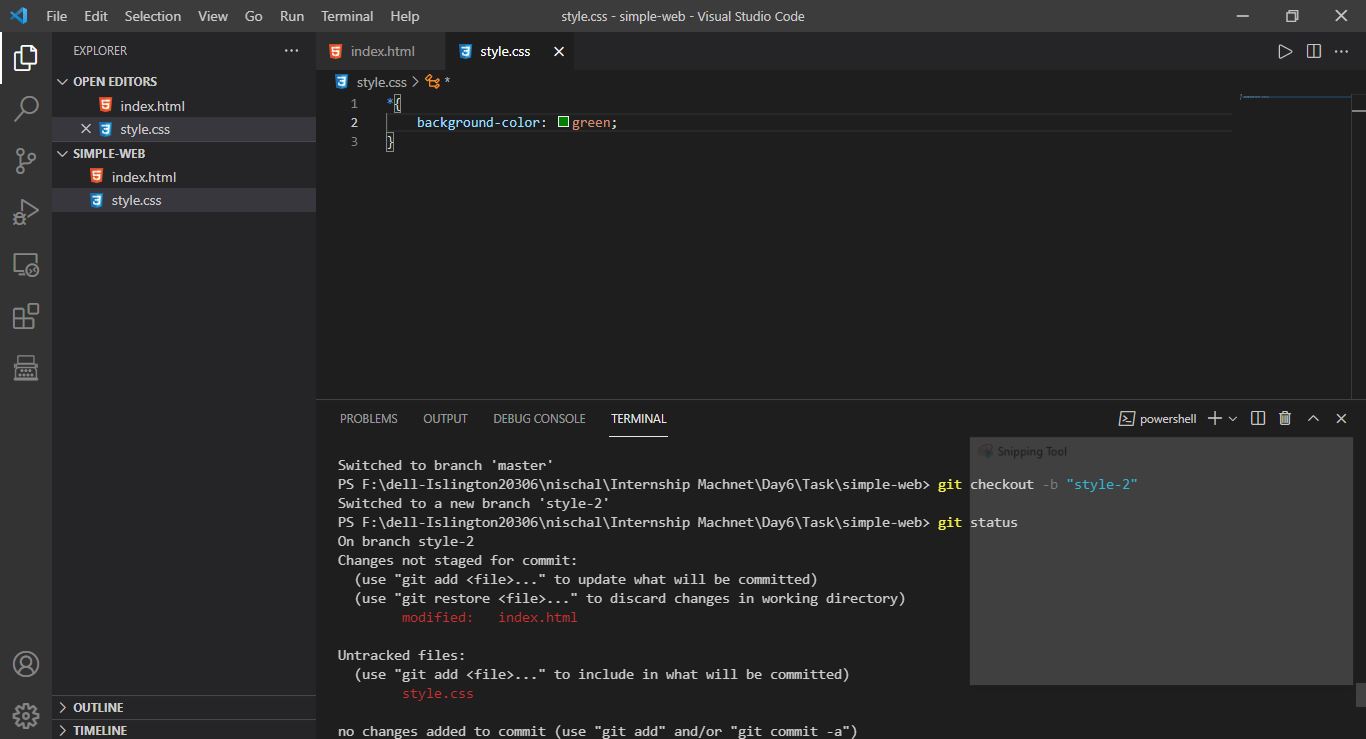 File Edit Selection View Go Run Terminal Help style.css - simple-web - Visual Studio Code
EXPLORER
index.html style.css
OPEN EDITORS
index.html
style.css
SIMPLE-WEB
index.html
style.css
OUTLINE
TIMELINE
style.css > *
1 *{
2 background-color: green;
3 }
PROBLEMS OUTPUT DEBUG CONSOLE TERMINAL powershell
Snipping Tool
Switched to branch 'master'
PS F:\dell-Islington20306\nischal\Internship Machnet\Day6\Task\simple-web> git checkout -b "style-2"
Switched to a new branch 'style-2'
PS F:\dell-Islington20306\nischal\Internship Machnet\Day6\Task\simple-web> git status
On branch style-2
Changes not staged for commit:
(use "git add <file>..." to update what will be committed)
(use "git restore <file>..." to discard changes in working directory)
modified: index.html
Untracked files:
(use "git add <file>..." to include in what will be committed)
style.css
no changes added to commit (use "git add" and/or "git commit -a")